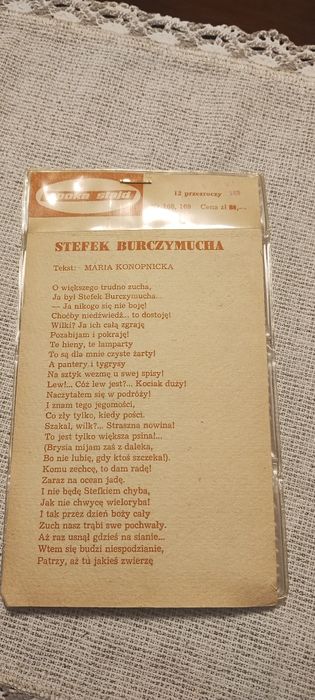 12 przezroczy
168, 169 Cena zł
STEFEK BURCZYMUCHA
Tekst: MARIA KONOPNICKA
O większego trudno zucha,
Ja był Stefek Burczymucha...
— Ja nikogo się nie boję!
Choćby niedźwiedź... to dostoję!
Wilki? Ja ich całą zgraję
Pozabijam i pokraję!
Te hieny, te lamparty
To są dla mnie czyste żarty!
A pantery i tygrysy
Na sztyk wezmę u swej spisy!
Lew!... Cóż lew jest?... Kociak duży!
Naczytałem się w podróży!
I znam tego jegomości,
Co zły tylko, kiedy pości.
Szakal, wilk?... Straszna nowina!
To jest tylko większa psina!...
(Brysia mijam zaś z daleka,
Bo nie lubię, gdy ktoś szczeka!).
Komu zechcę, to dam radę!
Zaraz na ocean jadę.
I nie będę Stefkiem chyba,
Jak nie chwycę wieloryba!
I tak przez dzień boży cały
Zuch nasz trąbi swe pochwały.
Aż raz usnął gdzieś na sianie...
Wtem się budzi niespodzianie,
Patrzy, aż tu jakieś zwierzę